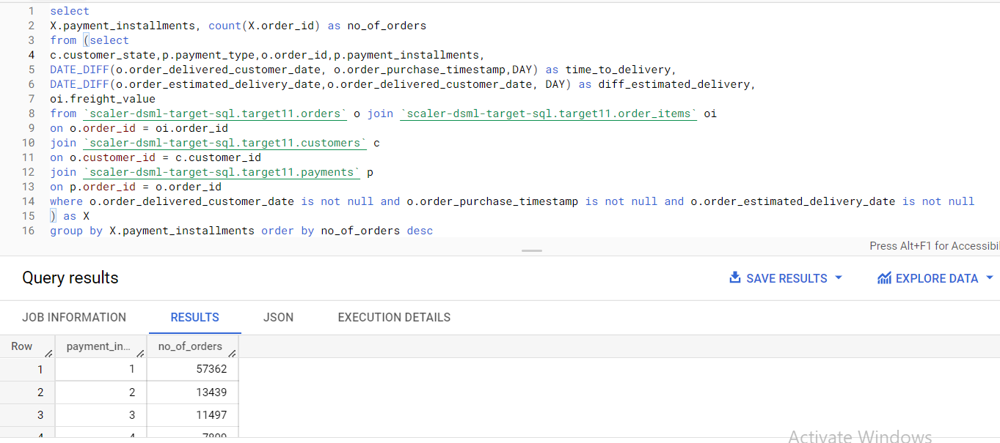 1 select
2 X.payment_installments, count(X.order_id) as no_of_orders
3 from (select
4 c.customer_state,p.payment_type,o.order_id,p.payment_installments,
5 DATE_DIFF(o.order_delivered_customer_date, o.order_purchase_timestamp,DAY) as time_to_delivery,
6 DATE_DIFF(o.order_estimated_delivery_date,o.order_delivered_customer_date, DAY) as diff_estimated_delivery,
7 oi.freight_value
8 from `scaler-dsml-target-sql.target11.orders` o join `scaler-dsml-target-sql.target11.order_items` oi
9 on o.order_id = oi.order_id
10 join `scaler-dsml-target-sql.target11.customers` c
11 on o.customer_id = c.customer_id
12 join `scaler-dsml-target-sql.target11.payments` p
13 on p.order_id = o.order_id
14 where o.order_delivered_customer_date is not null and o.order_purchase_timestamp is not null and o.order_estimated_delivery_date is not null
15 ) as X
16 group by X.payment_installments order by no_of_orders desc
Press Alt+F1 for Accessibil
Query results
SAVE RESULTS
EXPLORE DATA
JOB INFORMATION RESULTS JSON EXECUTION DETAILS
Row payment_in... no_of_orders
1 1 57362
2 2 13439
3 3 11497
4 4
Activate Windows